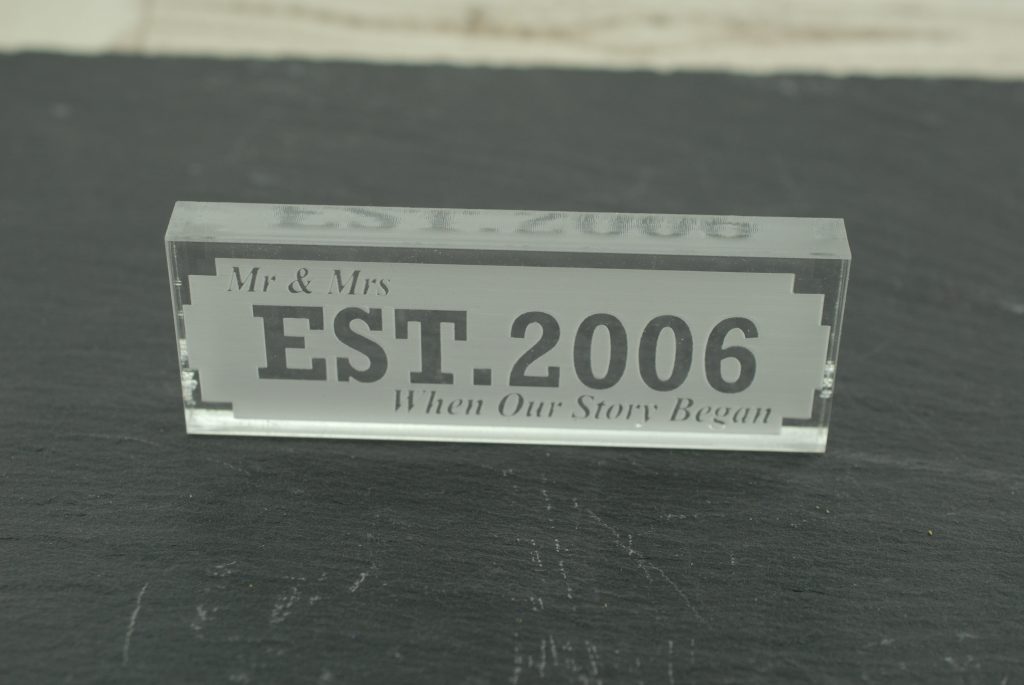 Mr & Mrs
EST.2006
When Our Story Began